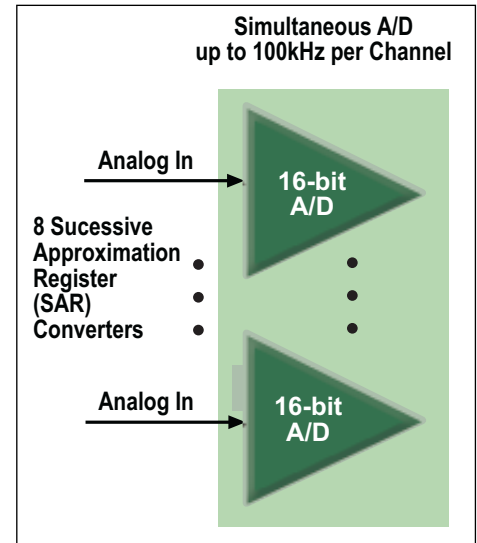 Simultaneous A/D
up to 100kHz per Channel
Analog In
16-bit
A/D
8 Sucessive
Approximation
Register
(SAR)
Converters
Analog In
16-bit
A/D